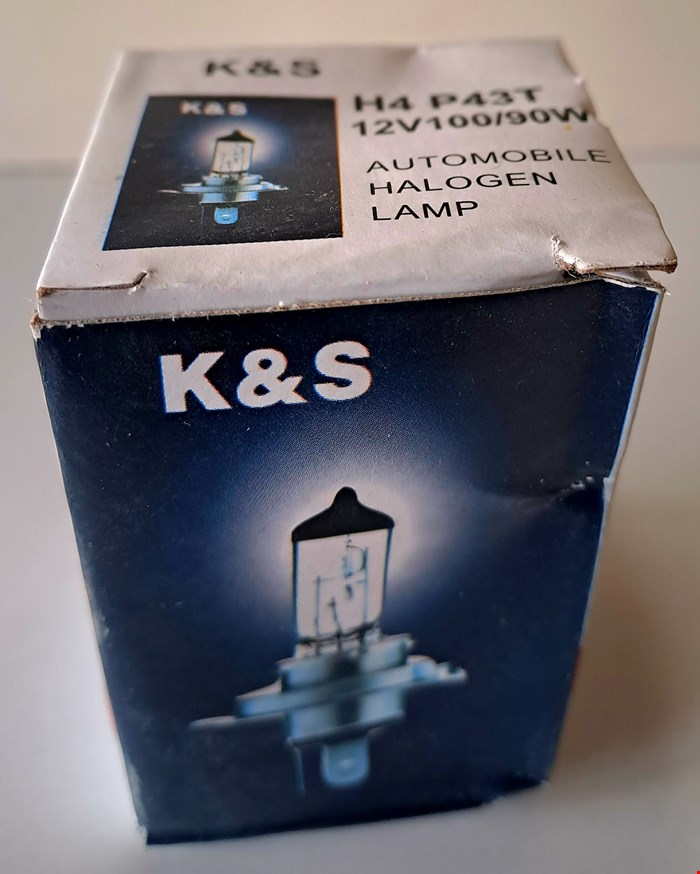 K&S
K&S
H4 P43T
12V100/90W
AUTOMOBILE
HALOGEN
LAMP
K&S